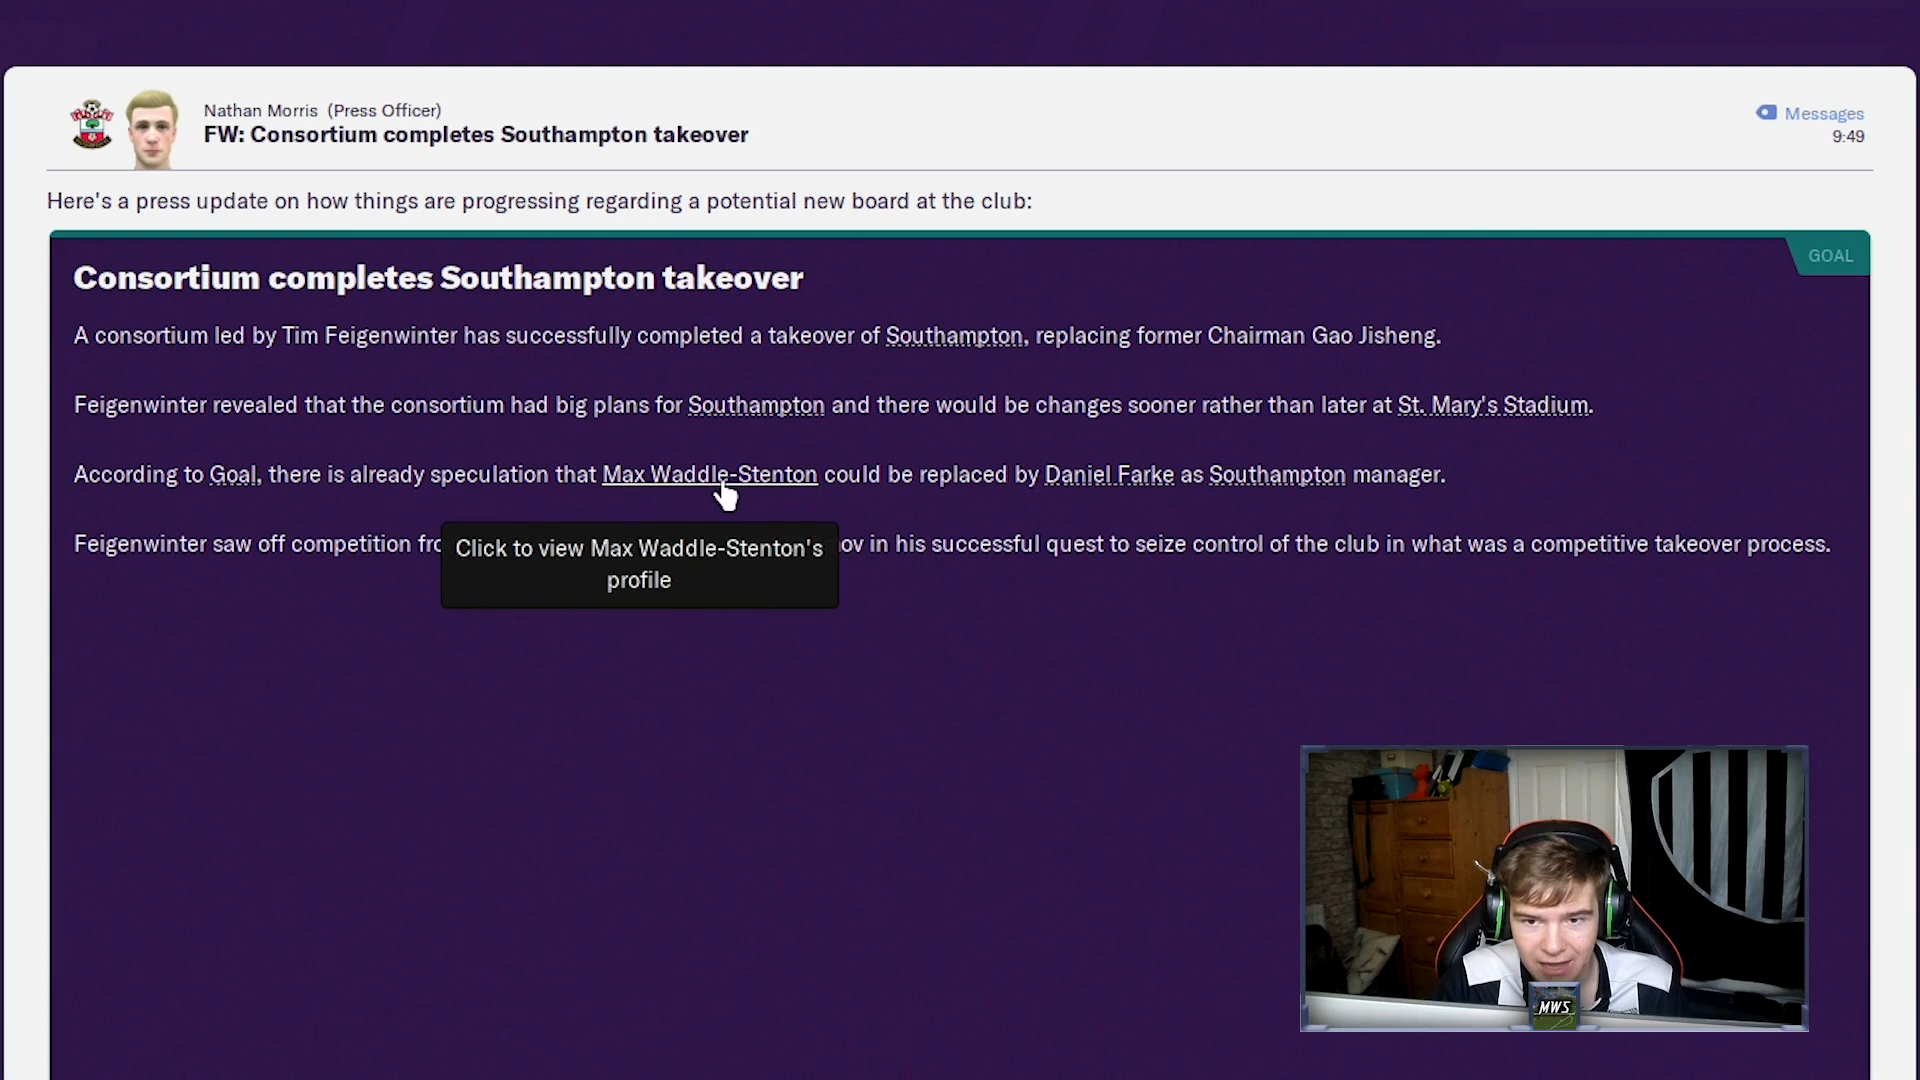 Nathan Morris (Press Officer)
FW: Consortium completes Southampton takeover
Messages
9:49
Here's a press update on how things are progressing regarding a potential new board at the club:
GOAL
Consortium completes Southampton takeover
A consortium led by Tim Feigenwinter has successfully completed a takeover of Southampton, replacing former Chairman Gao Jisheng.
Feigenwinter revealed that the consortium had big plans for Southampton and there would be changes sooner rather than later at St. Mary's Stadium.
According to Goal, there is already speculation that Max Waddle-Stenton could be replaced by Daniel Farke as Southampton manager.
Feigenwinter saw off competition in his successful quest to seize control of the club in what was a competitive takeover process.
Click to view Max Waddle-Stenton's
profile
MWS